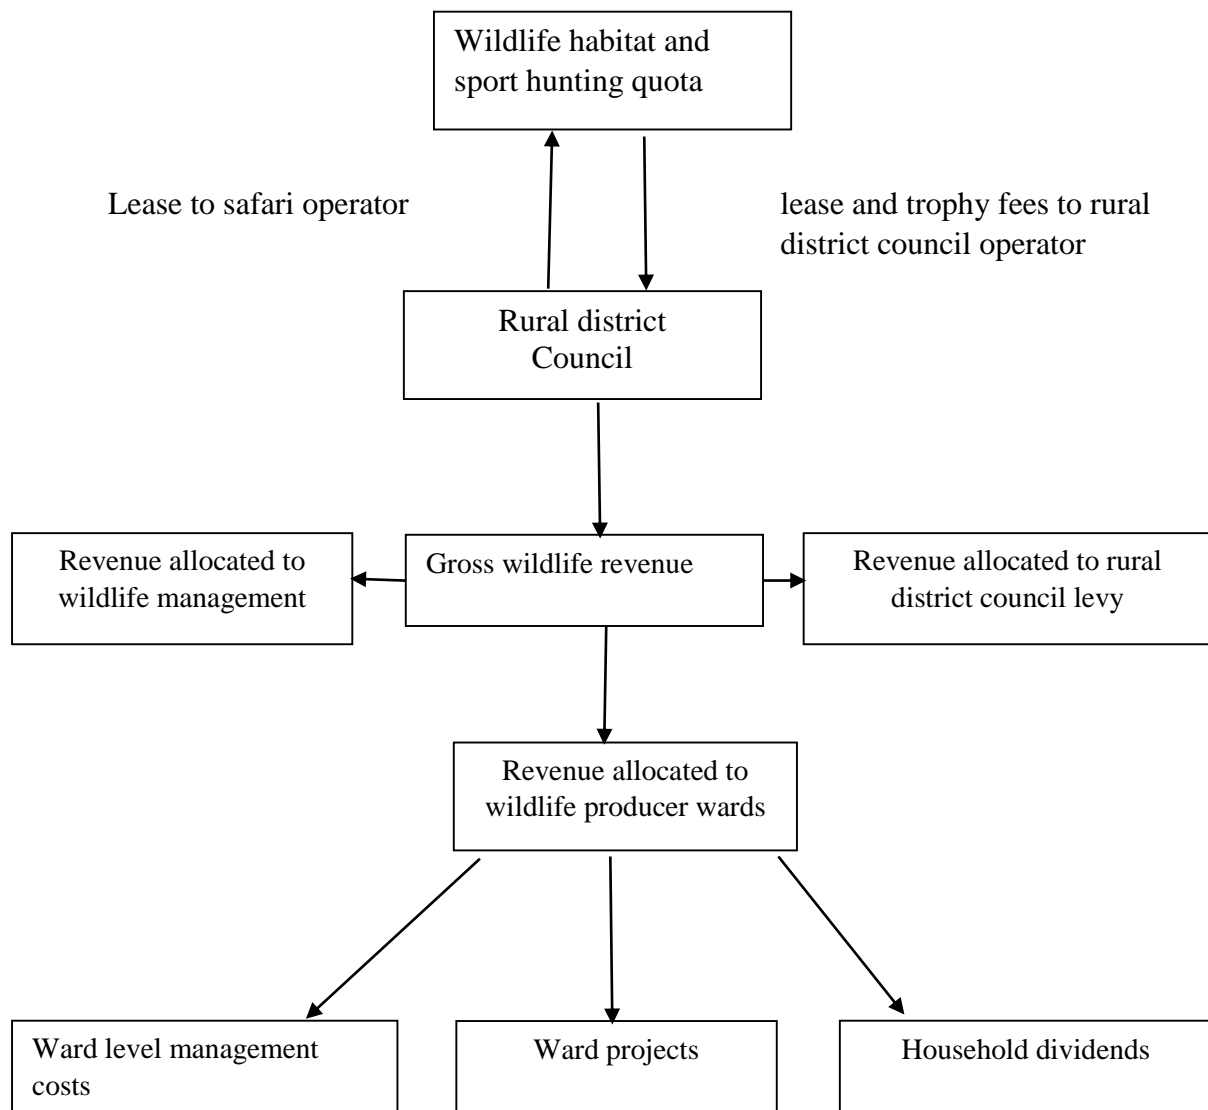 Wildlife habitat and
sport hunting quota
Lease to safari operator
lease and trophy fees to rural
district council operator
Rural district
Council
Revenue allocated to
wildlife management
Gross wildlife revenue
Revenue allocated to rural
district council levy
Revenue allocated to
wildlife producer wards
Ward level management
costs
Ward projects
Household dividends